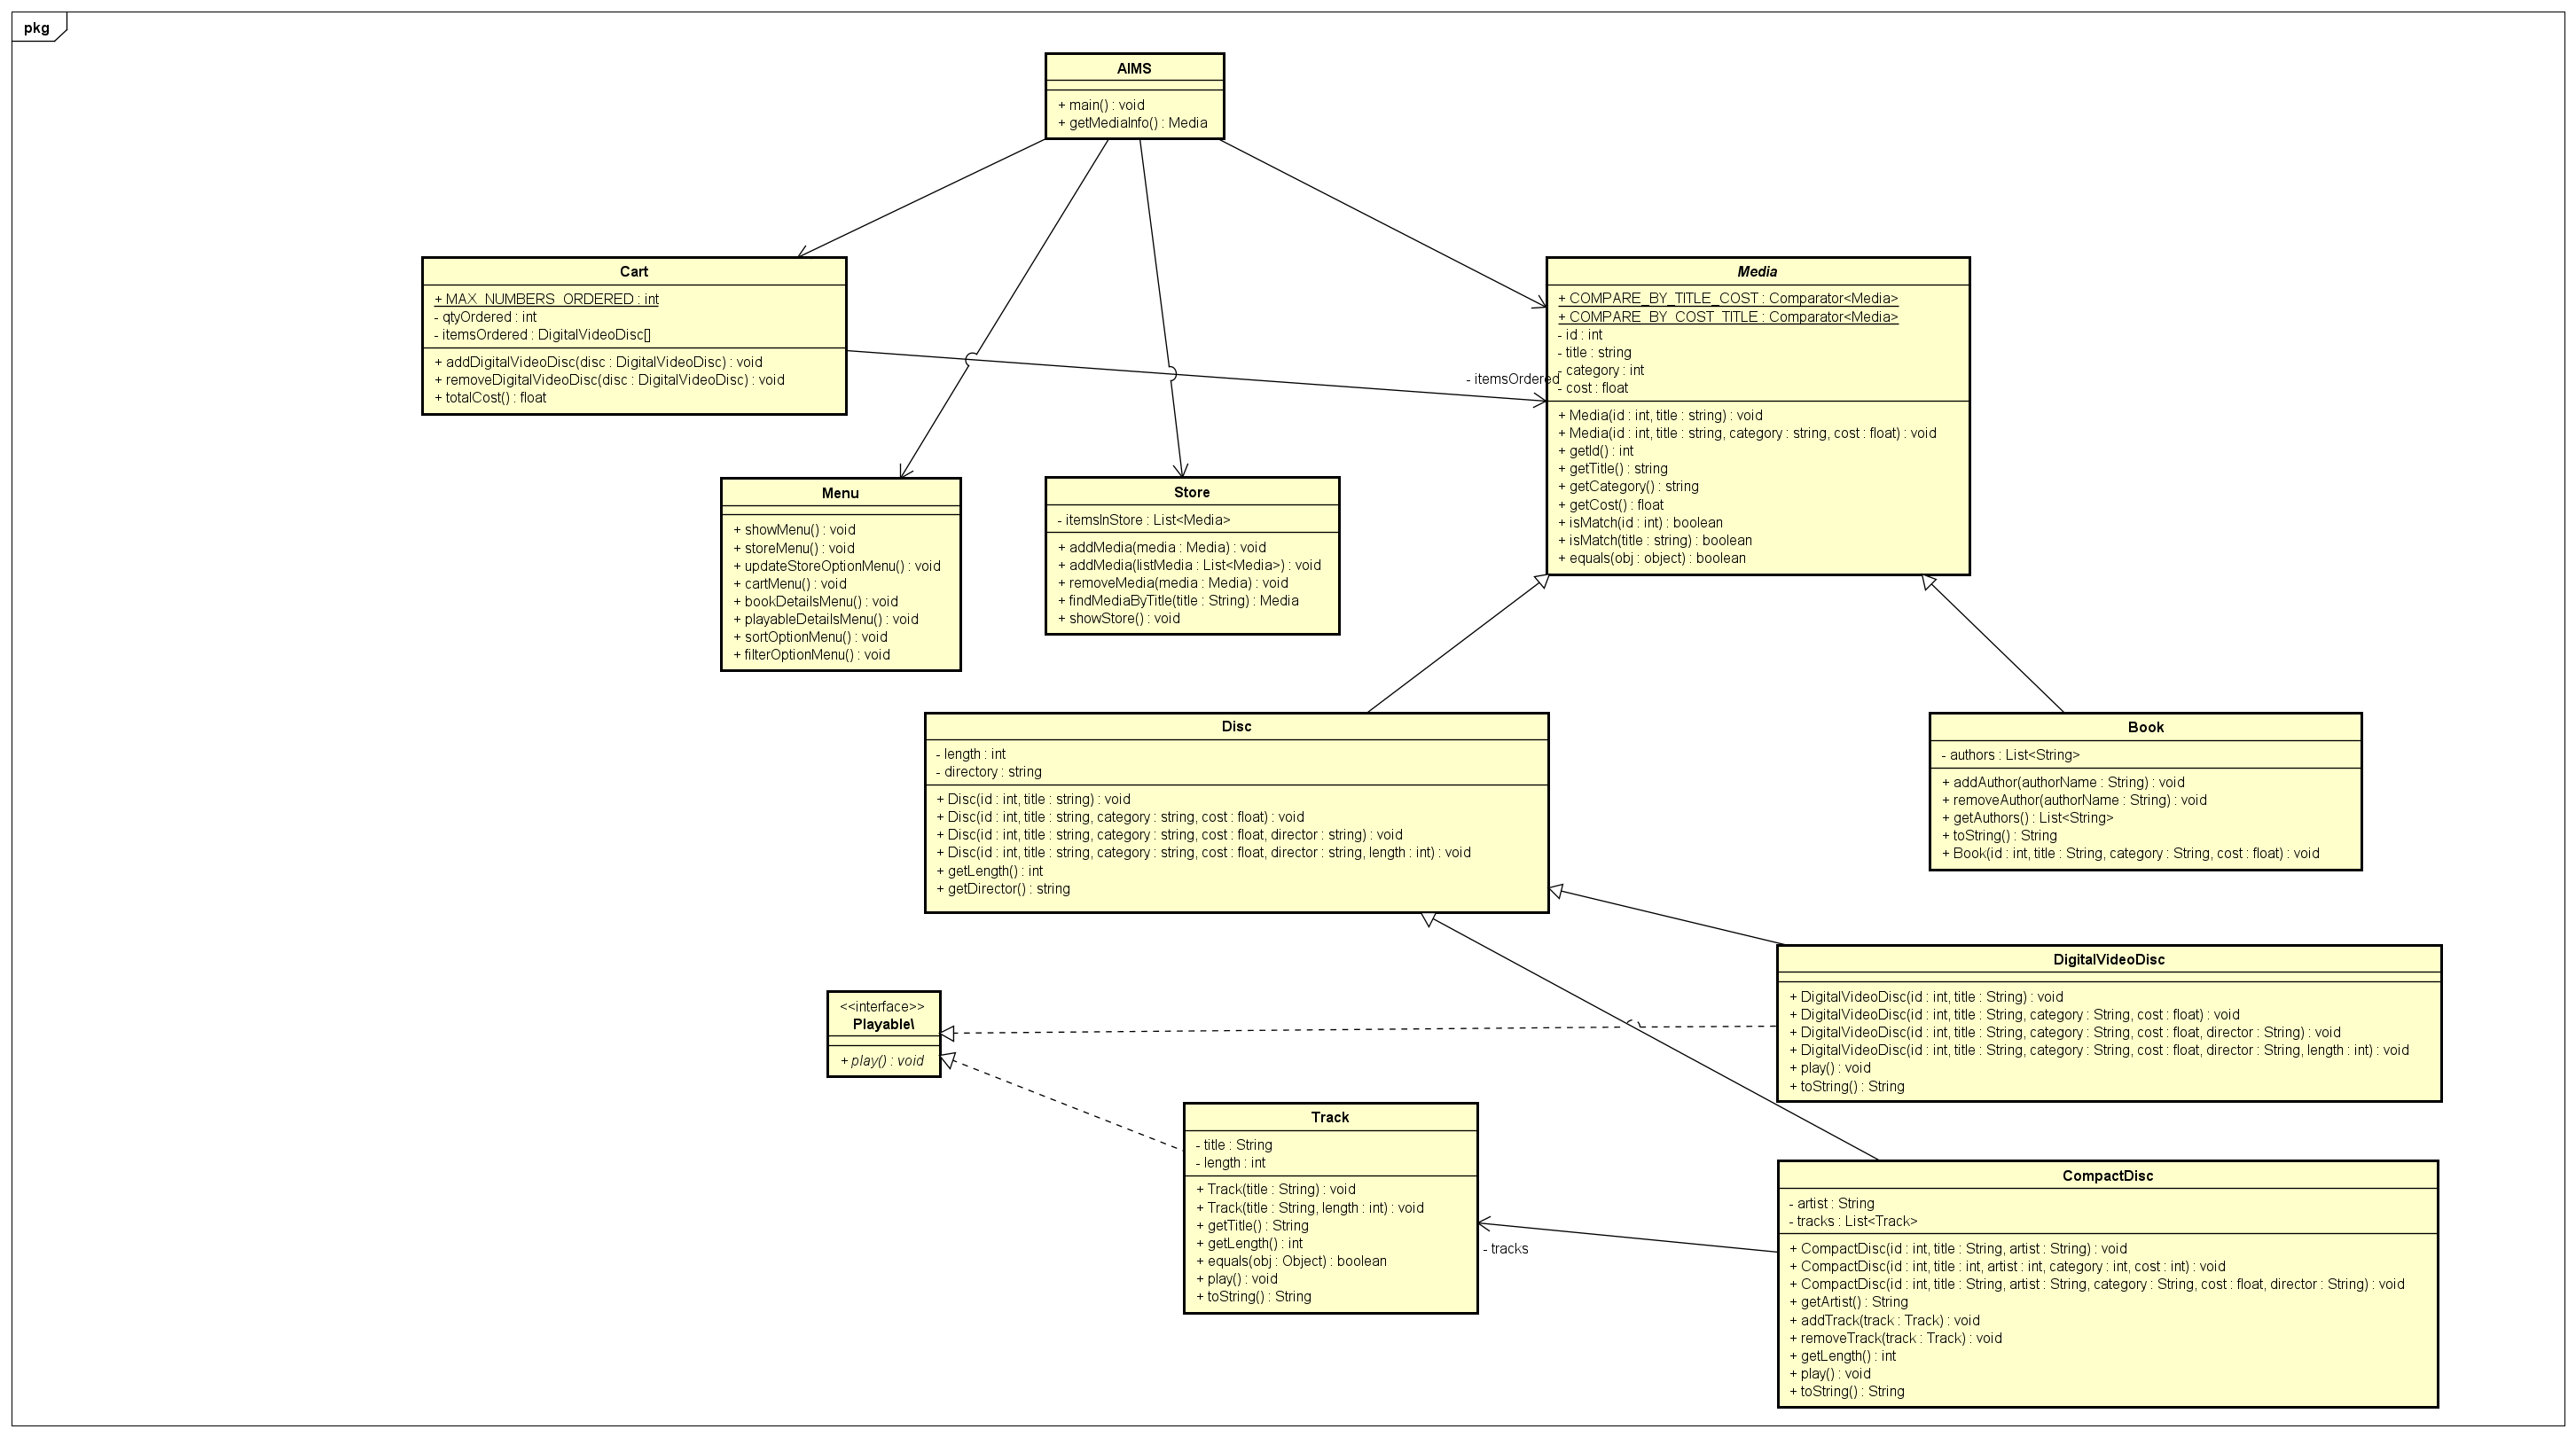 pkg
AIMS
+ main() : void
+ getMediaInfo() : Media
Cart
+ MAX_NUMBERS_ORDERED : int
- qtyOrdered : int
- itemsOrdered : DigitalVideoDisc[]
+ addDigitalVideoDisc(disc : DigitalVideoDisc) : void
+ removeDigitalVideoDisc(disc : DigitalVideoDisc) : void
+ totalCost() : float
- itemsOrdered
Media
+ COMPARE_BY_TITLE_COST : Comparator<Media>
+ COMPARE_BY_COST_TITLE : Comparator<Media>
- id : int
- title : string
- category : int
- cost : float
+ Media(id : int, title : string) : void
+ Media(id : int, title : string, category : string, cost : float) : void
+ getId() : int
+ getTitle() : string
+ getCategory() : string
+ getCost() : float
+ isMatch(id : int) : boolean
+ isMatch(title : string) : boolean
+ equals(obj : object) : boolean
Menu
+ showMenu() : void
+ storeMenu() : void
+ updateStoreOptionMenu() : void
+ cartMenu() : void
+ bookDetailsMenu() : void
+ playableDetailsMenu() : void
+ sortOptionMenu() : void
+ filterOptionMenu() : void
Store
- itemsInStore : List<Media>
+ addMedia(media : Media) : void
+ addMedia(listMedia : List<Media>) : void
+ removeMedia(media : Media) : void
+ findMediaByTitle(title : String) : Media
+ showStore() : void
Disc
- length : int
- directory : string
+ Disc(id : int, title : string) : void
+ Disc(id : int, title : string, category : string, cost : float) : void
+ Disc(id : int, title : string, category : string, cost : float, director : string) : void
+ Disc(id : int, title : string, category : string, cost : float, director : string, length : int) : void
+ getLength() : int
+ getDirector() : string
Book
- authors : List<String>
+ addAuthor(authorName : String) : void
+ removeAuthor(authorName : String) : void
+ getAuthors() : List<String>
+ toString() : String
+ Book(id : int, title : String, category : String, cost : float) : void
DigitalVideoDisc
+ DigitalVideoDisc(id : int, title : String) : void
+ DigitalVideoDisc(id : int, title : String, category : String, cost : float) : void
+ DigitalVideoDisc(id : int, title : String, category : String, cost : float, director : String) : void
+ DigitalVideoDisc(id : int, title : String, category : String, cost : float, director : String, length : int) : void
+ play() : void
+ toString() : String
<<interface>>
Playable\
+ play() : void
Track
- title : String
- length : int
+ Track(title : String) : void
+ Track(title : String, length : int) : void
+ getTitle() : String
+ getLength() : int
+ equals(obj : Object) : boolean
+ play() : void
+ toString() : String
- tracks
CompactDisc
- artist : String
- tracks : List<Track>
+ CompactDisc(id : int, title : String, artist : String) : void
+ CompactDisc(id : int, title : int, artist : int, category : int, cost : int) : void
+ CompactDisc(id : int, title : String, artist : String, category : String, cost : float, director : String) : void
+ getArtist() : String
+ addTrack(track : Track) : void
+ removeTrack(track : Track) : void
+ getLength() : int
+ play() : void
+ toString() : String